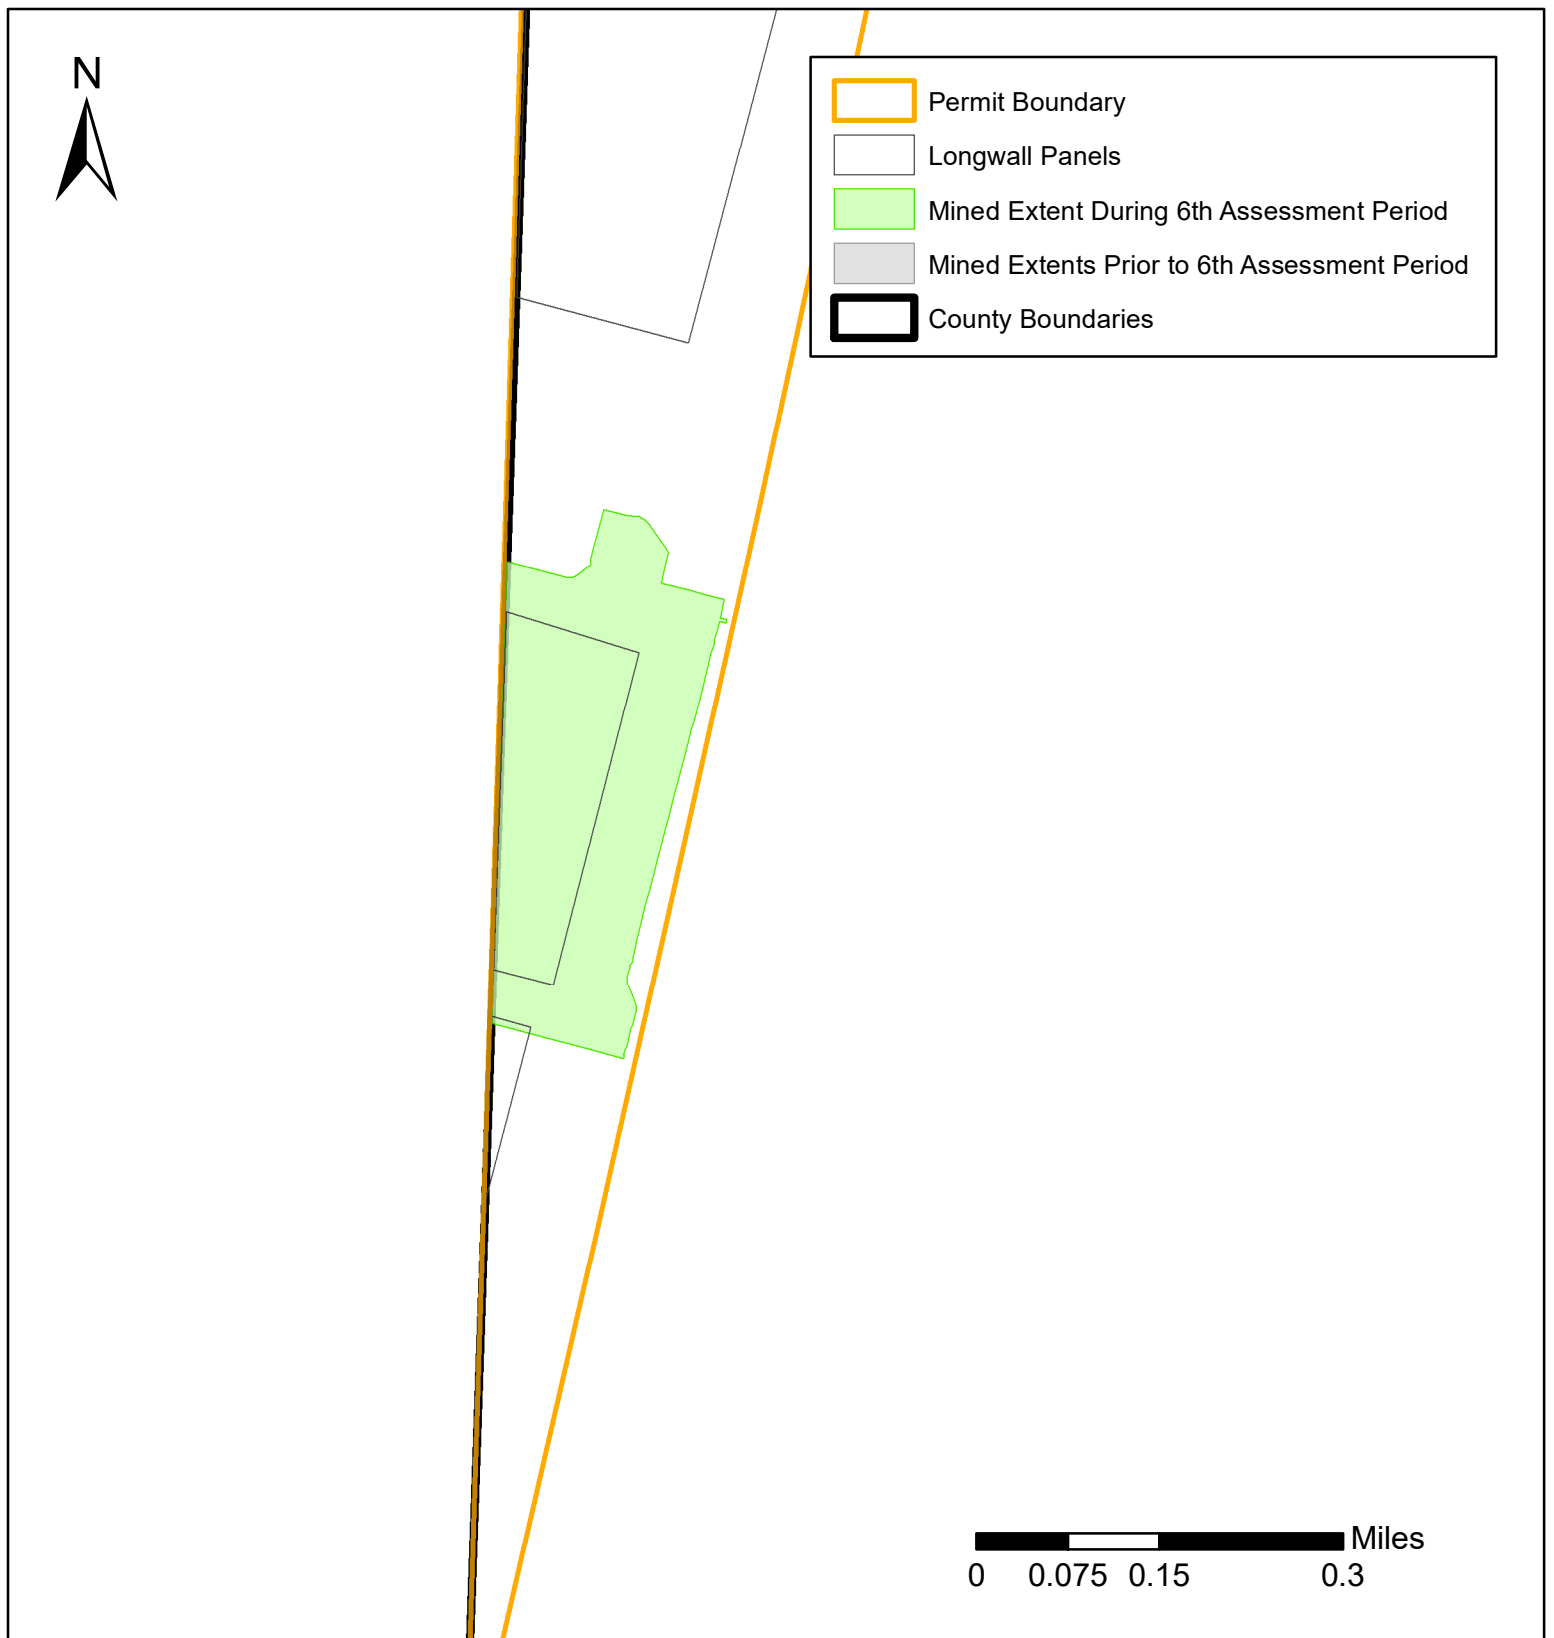 N
Permit Boundary
Longwall Panels
Mined Extent During 6th Assessment Period
Mined Extents Prior to 6th Assessment Period
County Boundaries
Miles
0 0.075 0.15 0.3